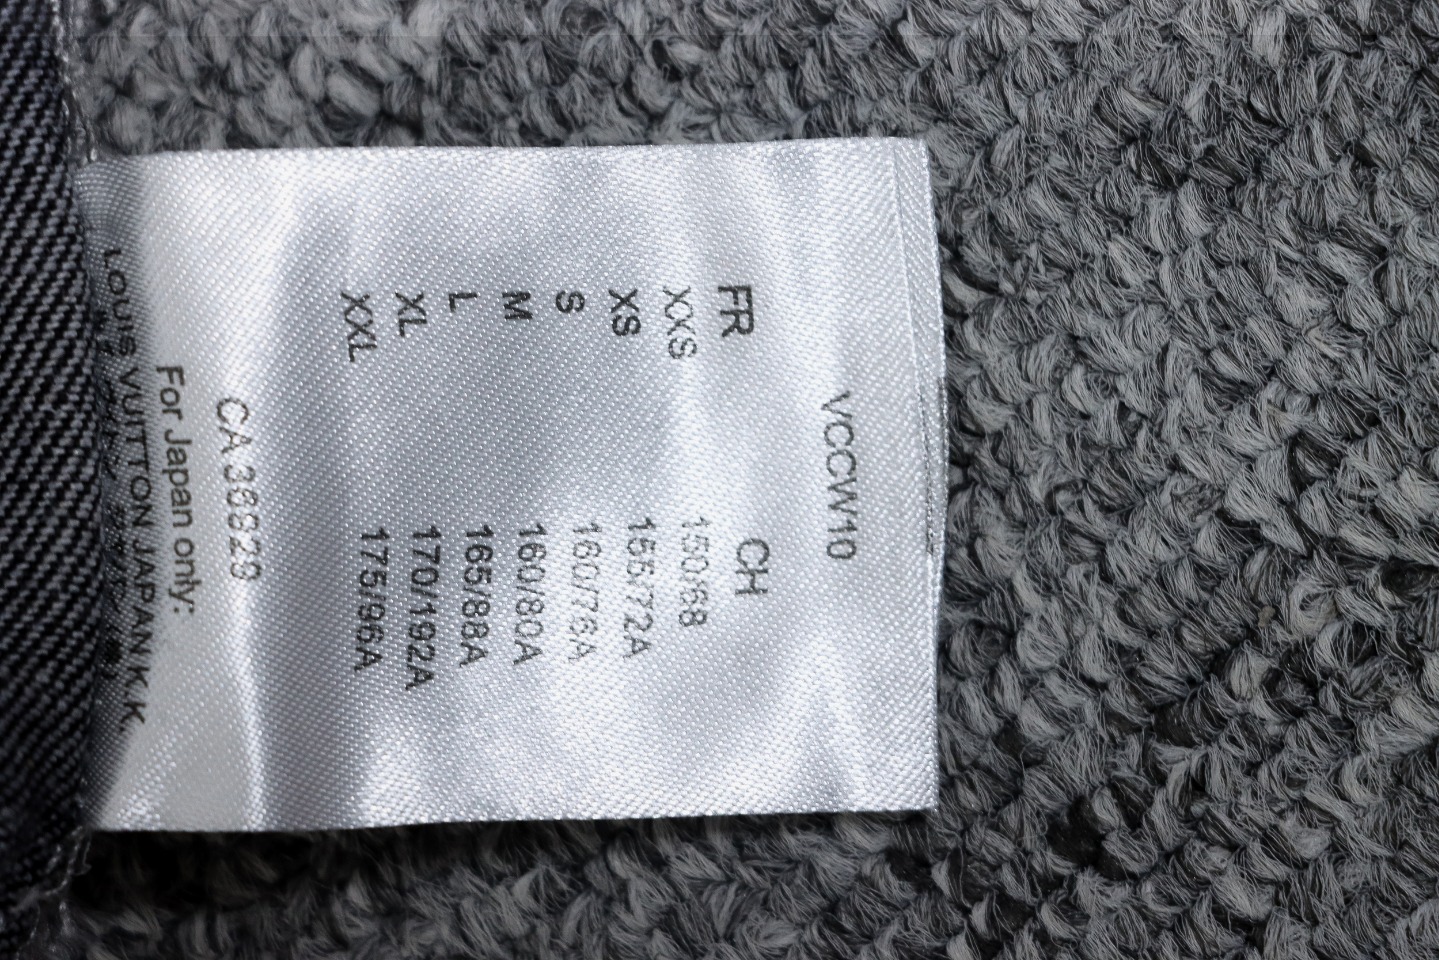 VCCW10
FR CH
XXS 150/68
XS 155/72A
S 160/76A
M 160/80A
L 165/88A
XL 170/192A
XXL 175/96A
CA 38829
For Japan only:
LOUIS VUITTON JAPAN K.K.